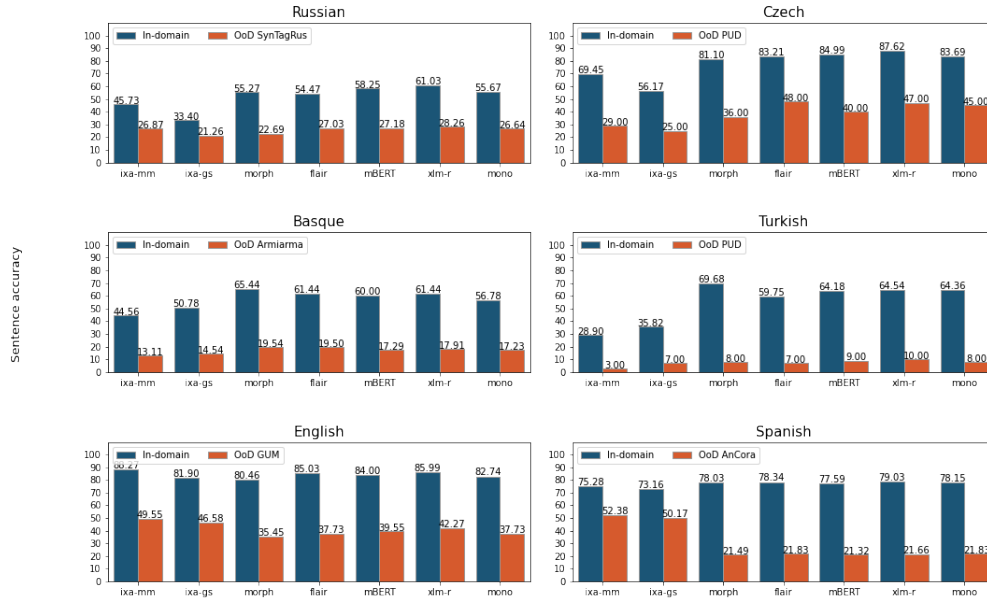 Russian
In-domain OoD SynTagRus
100
90
80
70
60
50
40
30
20
10
0
45.73 26.87 33.40 21.26 55.27 22.69 54.47 27.03 58.25 27.18 61.03 28.26 55.67 26.64
ixa-mm ixa-gs morph flair mBERT xlm-r mono
Czech
In-domain OoD PUD
100
90
80
70
60
50
40
30
20
10
0
69.45 29.00 56.17 25.00 81.10 36.00 83.21 48.00 84.99 40.00 87.62 47.00 83.69 45.00
ixa-mm ixa-gs morph flair mBERT xlm-r mono
Sentence accuracy
Basque
In-domain OoD Armiarma
100
90
80
70
60
50
40
30
20
10
0
44.56 13.11 50.78 14.54 65.44 19.54 61.44 19.50 60.00 17.29 61.44 17.91 56.78 17.23
ixa-mm ixa-gs morph flair mBERT xlm-r mono
Turkish
In-domain OoD PUD
100
90
80
70
60
50
40
30
20
10
0
28.90 3.00 35.82 7.00 69.68 8.00 59.75 7.00 64.18 9.00 64.54 10.00 64.36 8.00
ixa-mm ixa-gs morph flair mBERT xlm-r mono
English
In-domain OoD GUM
100
90
80
70
60
50
40
30
20
10
0
49.55 81.90 46.58 80.46 35.45 85.03 37.73 84.00 39.55 85.99 42.27 82.74 37.73
ixa-mm ixa-gs morph flair mBERT xlm-r mono
Spanish
In-domain OoD AnCora
100
90
80
70
60
50
40
30
20
10
0
75.28 52.38 73.16 50.17 78.03 21.49 78.34 21.83 77.59 21.32 79.03 21.66 78.15 21.83
ixa-mm ixa-gs morph flair mBERT xlm-r mono